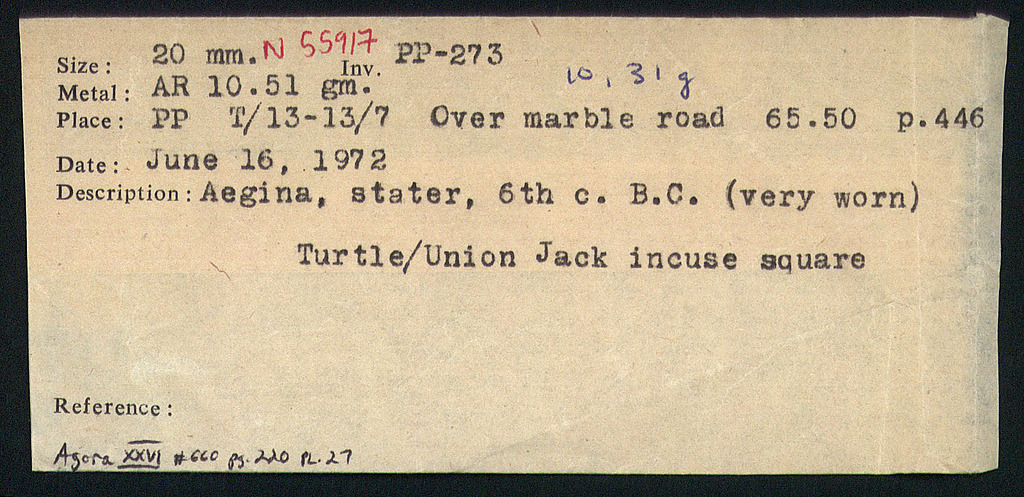 Size: 20 mm. N 55917 Inv. PP-273
Metal: AR 10.51 gm. 10,31g
Place: PP T/13-13/7 Over marble road 65.50 p.446
Date: June 16, 1972
Description: Aegina, stater, 6th c. B.C. (very worn)
Turtle/Union Jack incuse square
Reference:
Agora XXVI #660 pg. 220 PL. 27